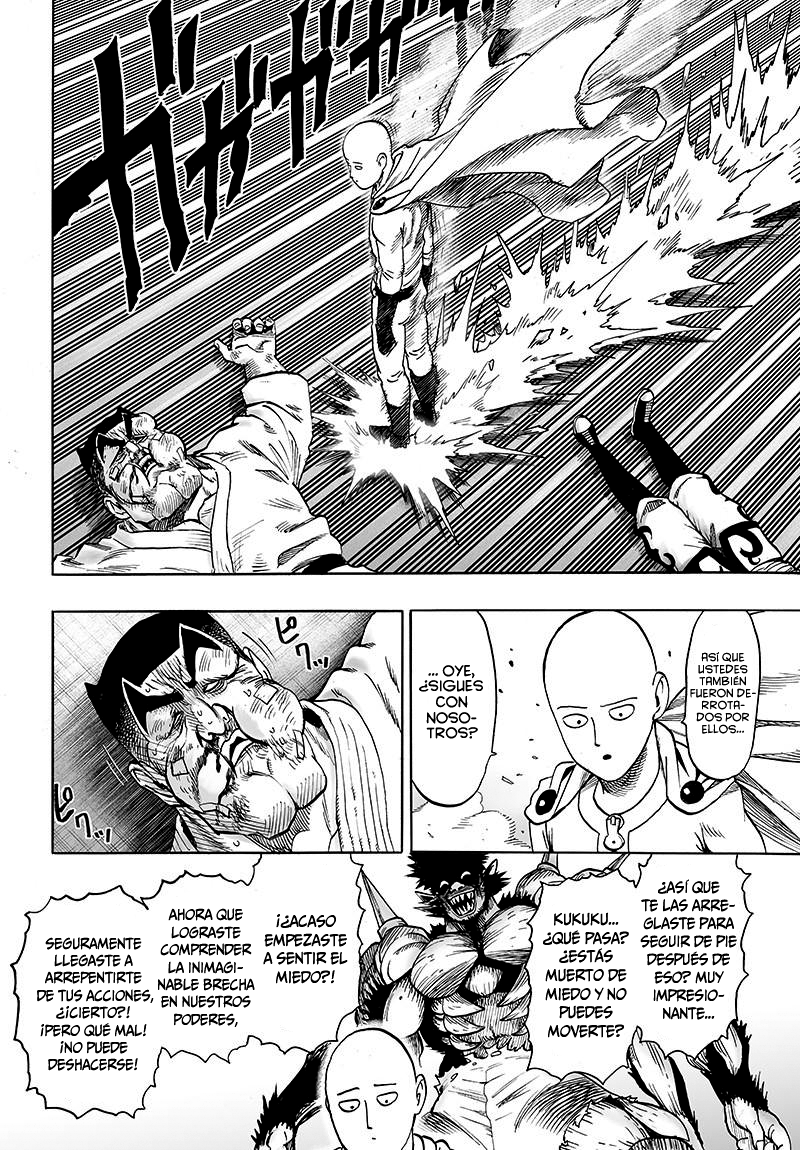 ガガガガガ
ASÍ QUE
USTEDES
TAMBIÉN
FUERON DE-
RROTA-
DOS POR
ELLOS...
... OYE,
¿SIGUES
CON
NOSO-
TROS?
ピクッ
ピクッ
¿ASÍ QUE
TE LAS ARRE-
GLASTE PARA
SEGUIR DE PIE
DESPUÉS DE
ESO? MUY
IMPRESIO-
NANTE...
KUKUKU...
¿QUÉ PASA?
¿ESTÁS
MUERTO DE
MIEDO Y NO
PUEDES
MOVERTE?
¡¿ACASO
EMPEZASTE
A SENTIR EL
MIEDO?!
AHORA QUE
LOGRASTE
COMPRENDER
LA INIMAGI-
NABLE BRECHA
EN NUESTROS
PODERES,
SEGURAMENTE
LLEGASTE A
ARREPENTIRTE
DE TUS ACCIONES,
¿¡CIERTO?!
¡PERO QUÉ MAL!
¡NO PUEDE
DESHACERSE!